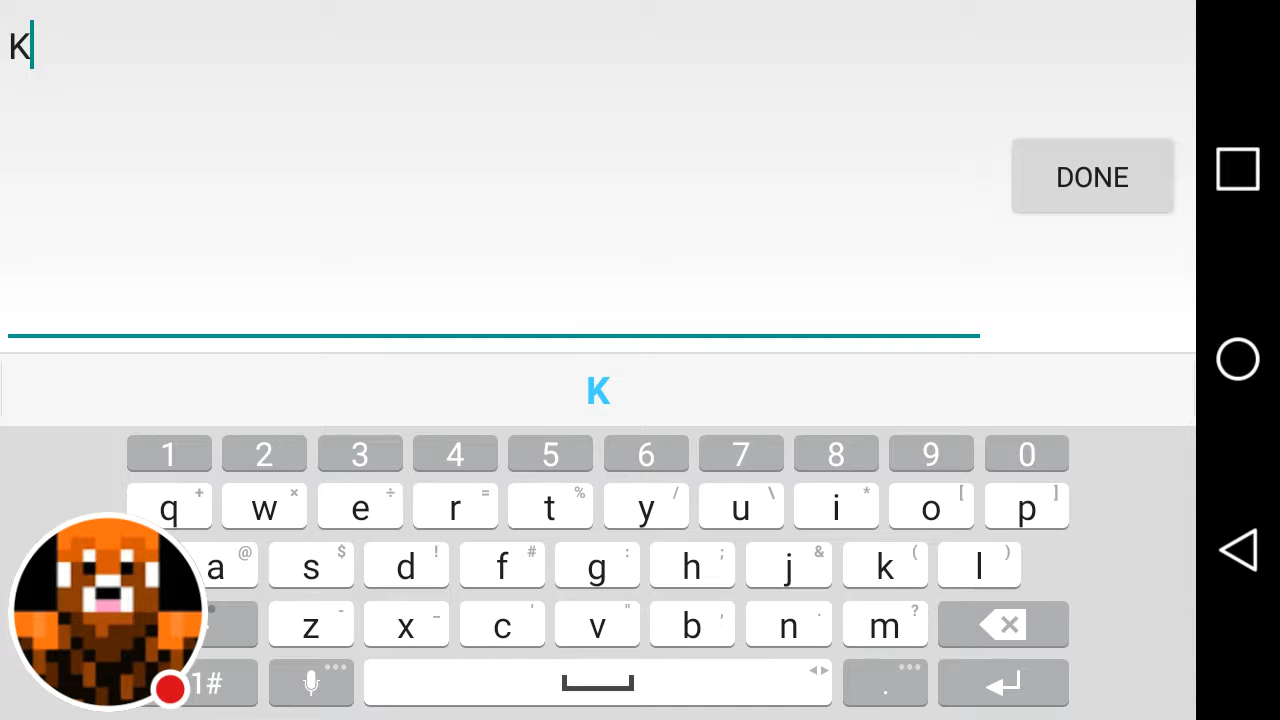 K
DONE
K
1 2 3 4 5 6 7 8 9 0
q + w × e ÷ r = t % y / u \ i * o [ p ]
a @ s $ d ! f # g : h ; j & k ( l )
z - x _ c ' v " b , n . m ?
1# .